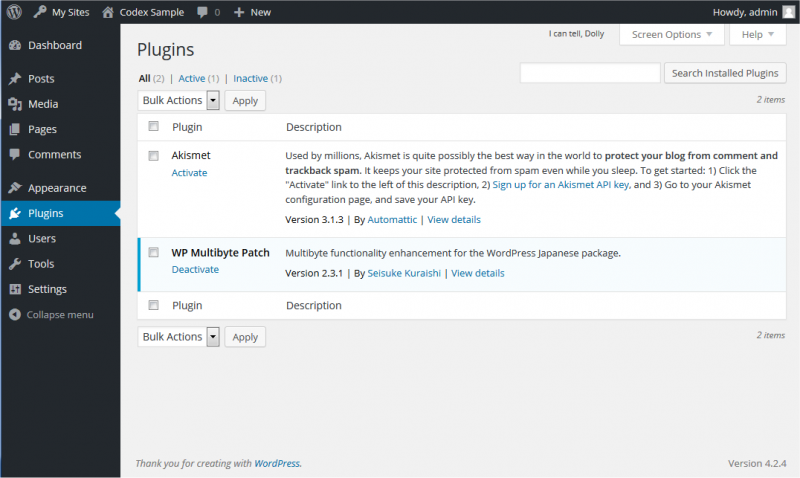 My Sites Codex Sample 0 New Howdy, admin
I can tell, Dolly Screen Options Help
Dashboard
Posts
Media
Pages
Comments
Appearance
Plugins
Users
Tools
Settings
Collapse menu
Plugins
All (2) | Active (1) | Inactive (1)
Search Installed Plugins
Bulk Actions Apply 2 items
Plugin Description
Akismet
Activate
Used by millions, Akismet is quite possibly the best way in the world to protect your blog from comment and
trackback spam. It keeps your site protected from spam even while you sleep. To get started: 1) Click the
"Activate" link to the left of this description, 2) Sign up for an Akismet API key, and 3) Go to your Akismet
configuration page, and save your API key.
Version 3.1.3 | By Automattic | View details
WP Multibyte Patch
Deactivate
Multibyte functionality enhancement for the WordPress Japanese package.
Version 2.3.1 | By Seisuke Kuraishi | View details
Plugin Description
Bulk Actions Apply 2 items
Thank you for creating with WordPress. Version 4.2.4